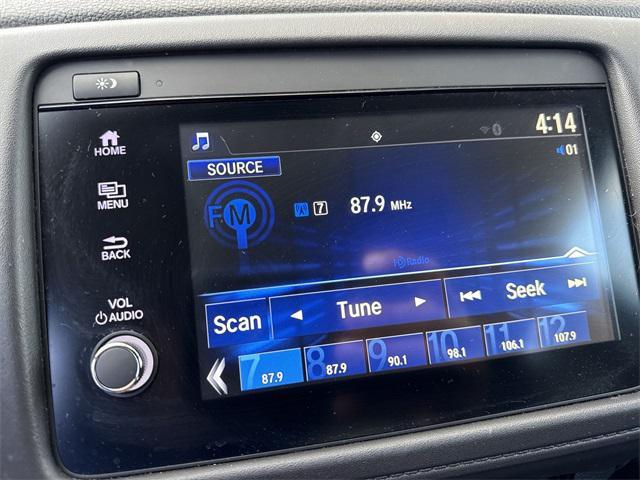 4:14
HOME
SOURCE
01
FM
7
87.9 MHz
MENU
BACK
Radio
VOL
AUDIO
Scan
Tune
Seek
7 87.9
8 87.9
9 90.1
10 98.1
11 106.1
12 107.9